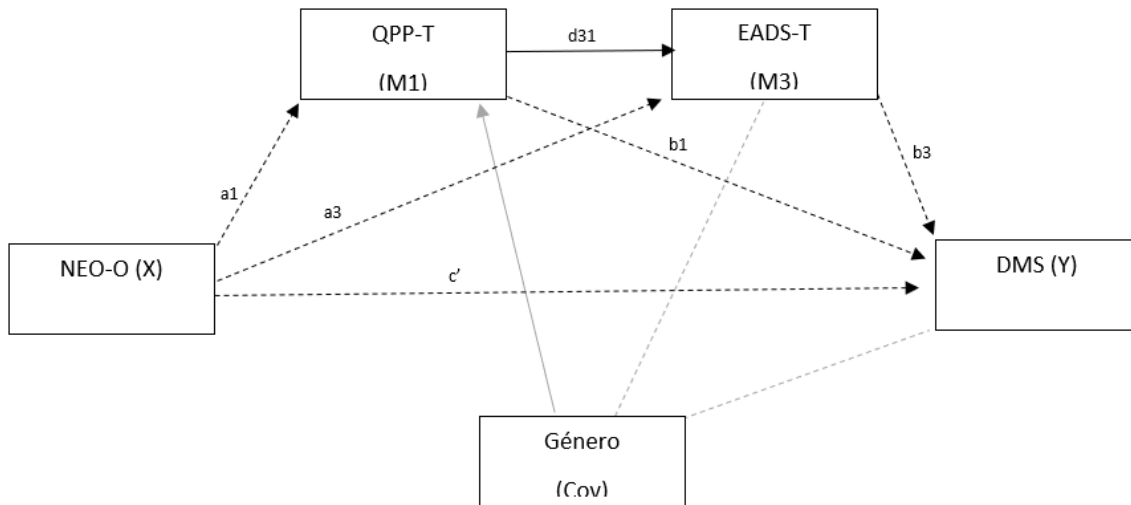 QPP-T
(M1)
d31
EADS-T
(M3)
b1
b3
a1
a3
NEO-O (X)
c'
DMS (Y)
Género
(Cov)